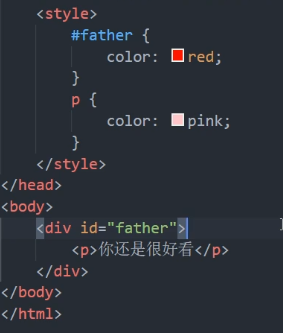 <style>
#father {
color: red;
}
p {
color: pink;
}
</style>
</head>
<body>
<div id="father">
<p>你还是很好看</p>
</div>
</body>
</html>